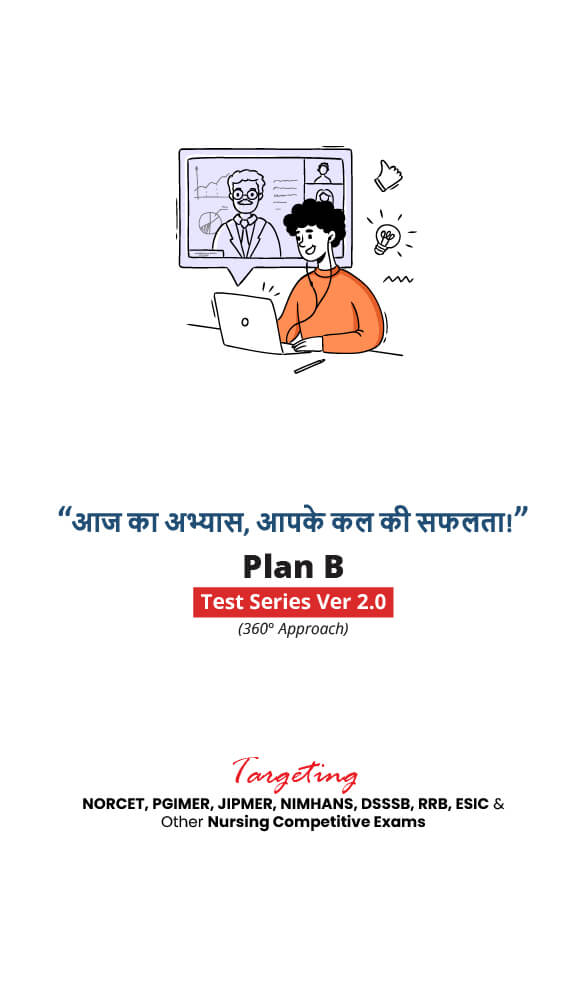 “आज का अभ्यास, आपके कल की सफलता!”
Plan B
Test Series Ver 2.0
(360° Approach)
Targeting
NORCET, PGIMER, JIPMER, NIMHANS, DSSSB, RRB, ESIC &
Other Nursing Competitive Exams